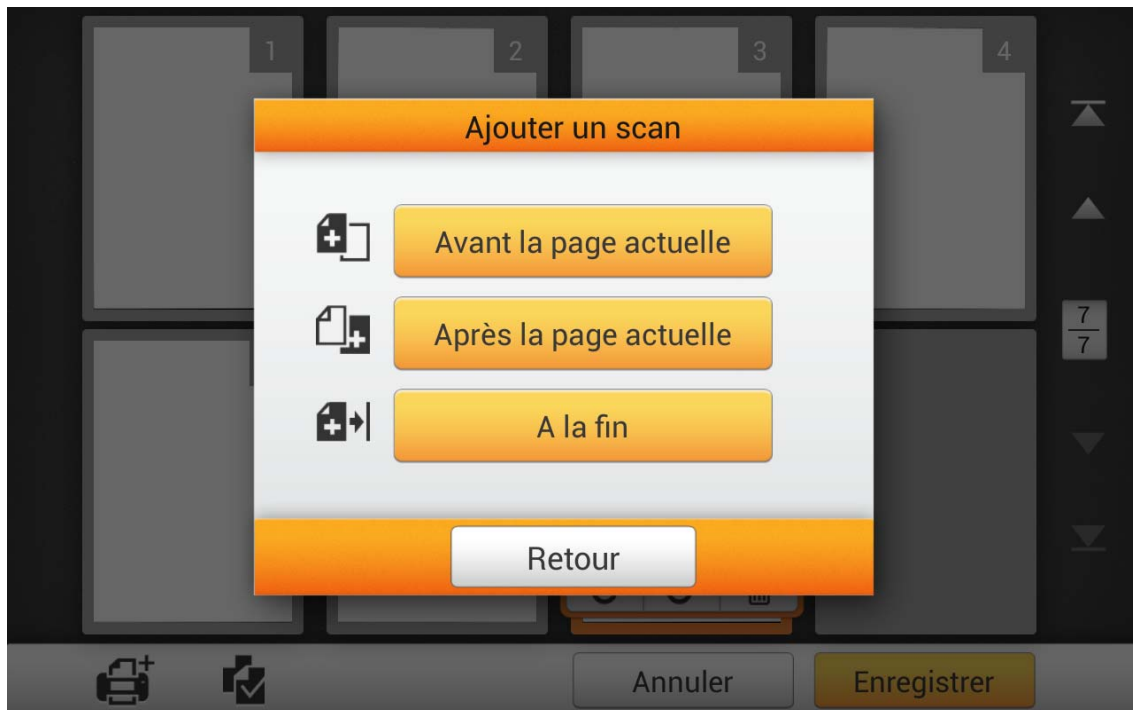 1
2
3
4
Ajouter un scan
Avant la page actuelle
Après la page actuelle
A la fin
7
7
Retour
Annuler
Enregistrer